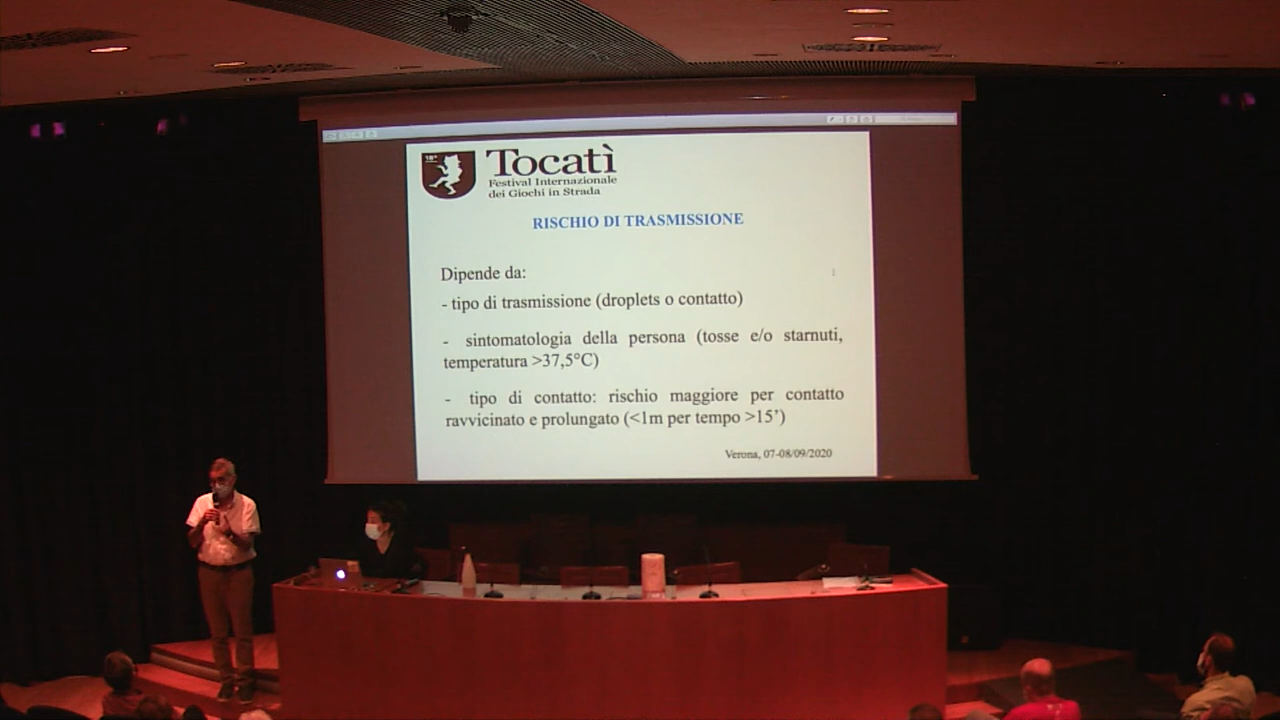 18°
Tocatì
Festival Internazionale
dei Giochi in Strada
RISCHIO DI TRASMISSIONE
Dipende da:
- tipo di trasmissione (droplets o contatto)
- sintomatologia della persona (tosse e/o starnuti,
temperatura >37,5°C)
- tipo di contatto: rischio maggiore per contatto
ravvicinato e prolungato (<1m per tempo >15’)
Verona, 07-08/09/2020